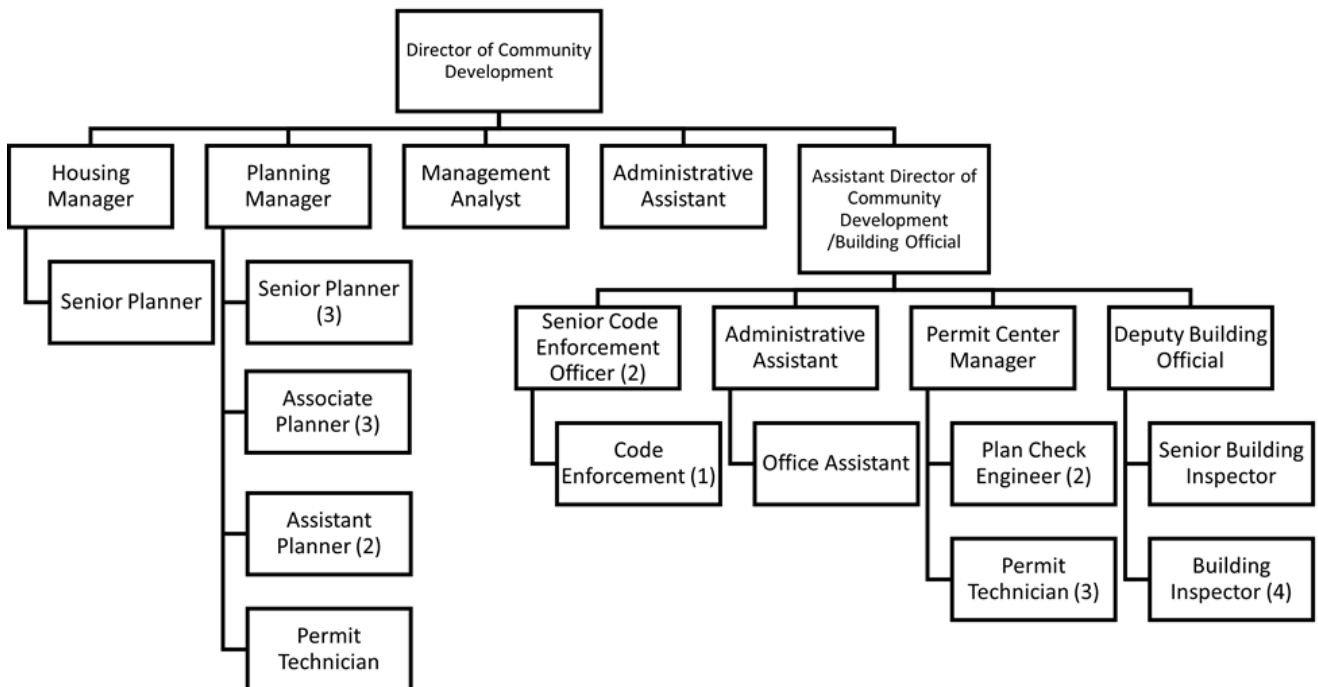 Director of Community
Development
Housing
Manager
Planning
Manager
Management
Analyst
Administrative
Assistant
Assistant Director of
Community
Development
/Building Official
Senior Planner
Senior Planner
(3)
Associate
Planner (3)
Assistant
Planner (2)
Permit
Technician
Senior Code
Enforcement
Officer (2)
Code
Enforcement (1)
Administrative
Assistant
Office Assistant
Permit Center
Manager
Plan Check
Engineer (2)
Permit
Technician (3)
Deputy Building
Official
Senior Building
Inspector
Building
Inspector (4)